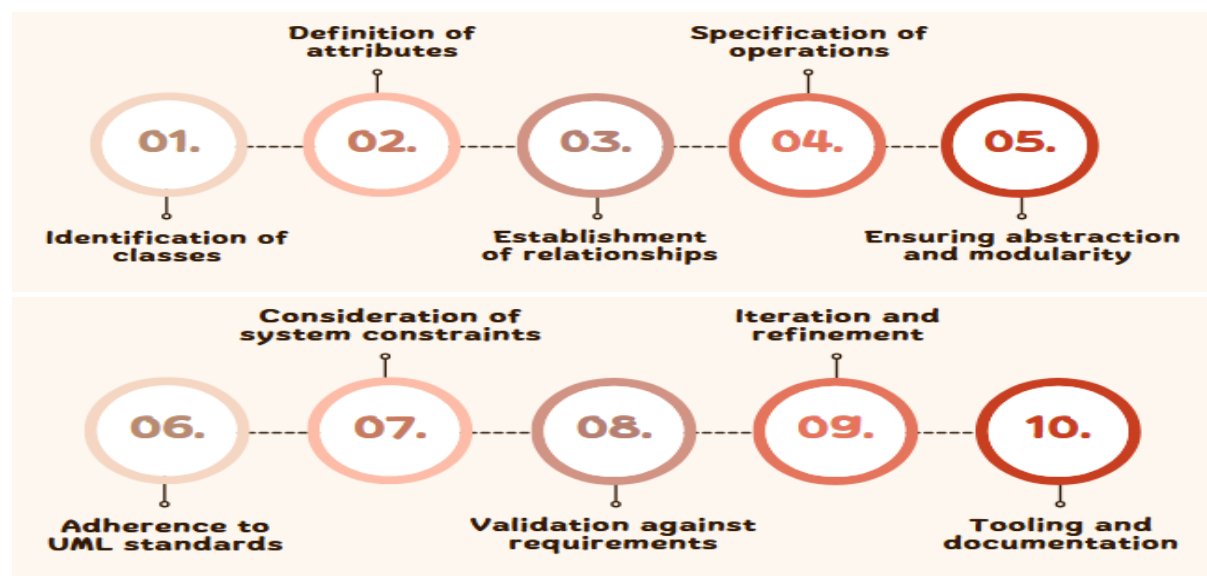 Definition of
attributes
Specification of
operations
01.
02.
03.
04.
05.
Identification of
classes
Establishment
of relationships
Ensuring abstraction
and modularity
Consideration of
system constraints
Iteration and
refinement
06.
07.
08.
09.
10.
Adherence to
UML standards
Validation against
requirements
Tooling and
documentation